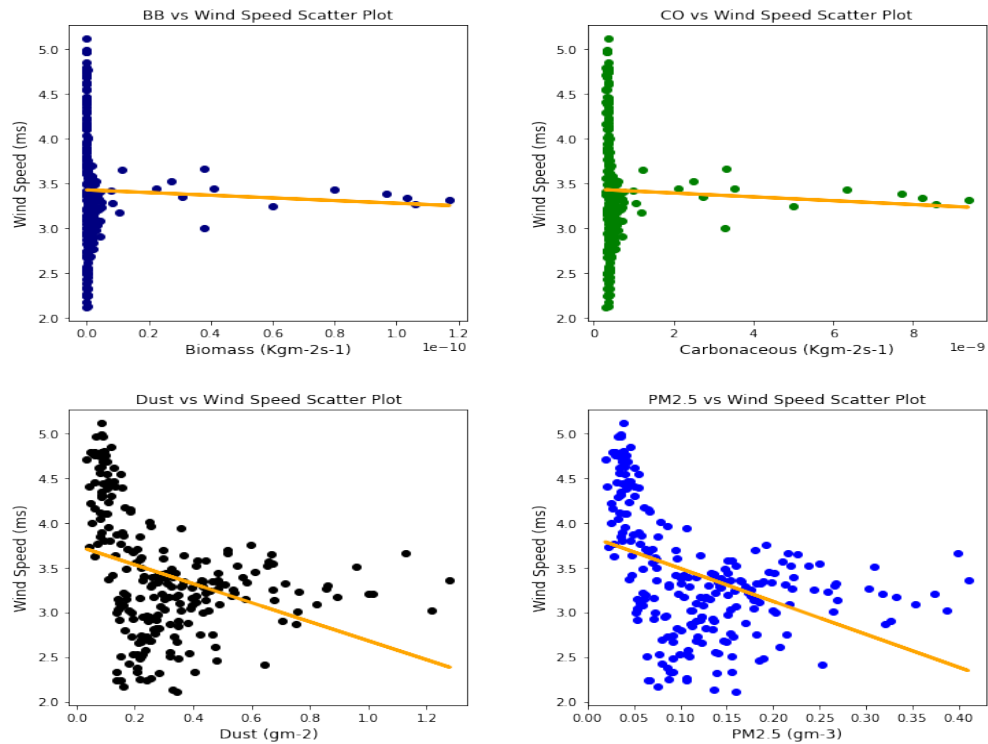 BB vs Wind Speed Scatter Plot
Wind Speed (ms)
5.0
4.5
4.0
3.5
3.0
2.5
2.0
0.0 0.2 0.4 0.6 0.8 1.0 1.2
1e-10
Biomass (Kgm-2s-1)
CO vs Wind Speed Scatter Plot
Wind Speed (ms)
5.0
4.5
4.0
3.5
3.0
2.5
2.0
0 2 4 6 8
1e-9
Carbonaceous (Kgm-2s-1)
Dust vs Wind Speed Scatter Plot
Wind Speed (ms)
5.0
4.5
4.0
3.5
3.0
2.5
2.0
0.0 0.2 0.4 0.6 0.8 1.0 1.2
Dust (gm-2)
PM2.5 vs Wind Speed Scatter Plot
Wind Speed (ms)
5.0
4.5
4.0
3.5
3.0
2.5
2.0
0.00 0.05 0.10 0.15 0.20 0.25 0.30 0.35 0.40
PM2.5 (gm-3)